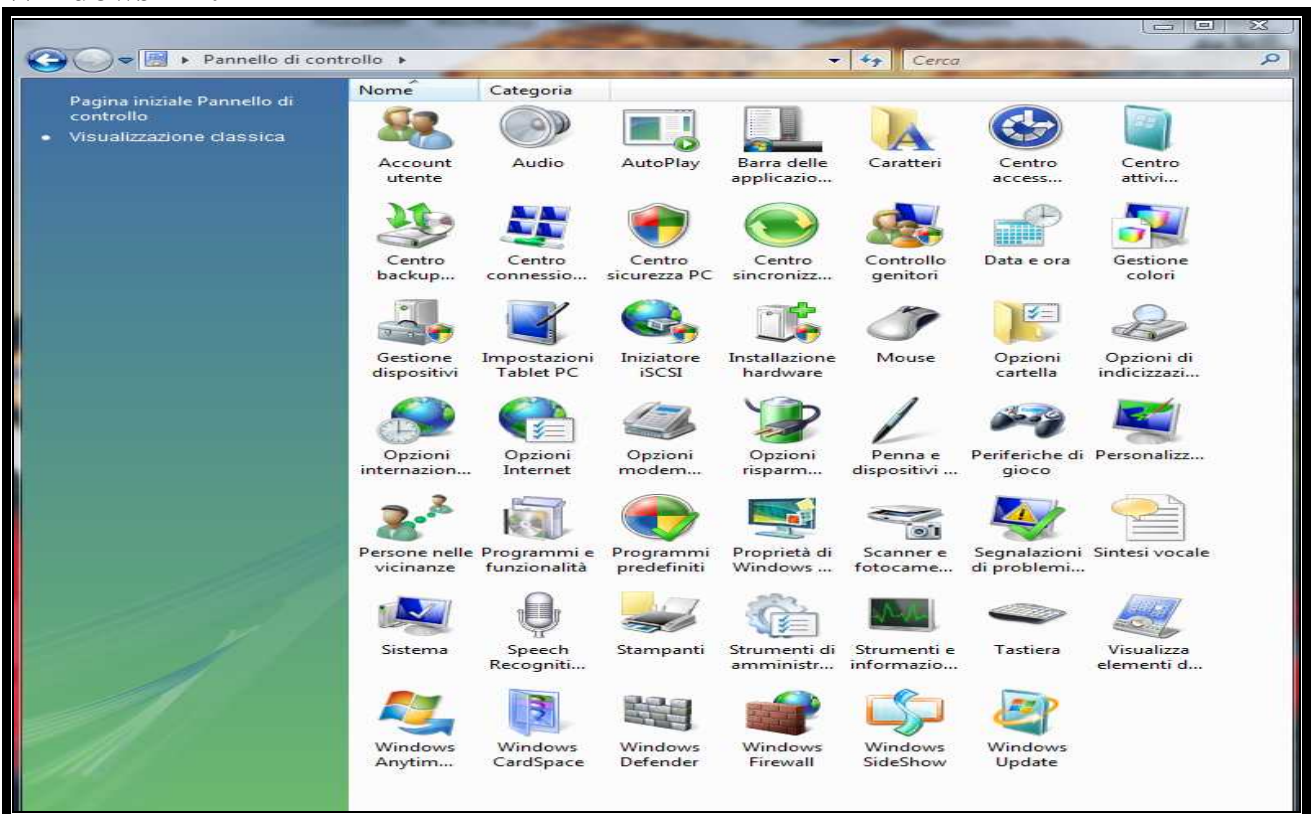 Pannello di controllo
Cerca
Pagina iniziale Pannello di
controllo
Visualizzazione classica
Nome Categoria
Account
utente
Audio
AutoPlay
Barra delle
applicazio...
Caratteri
Centro
access...
Centro
attivi...
Centro
backup...
Centro
connessio...
Centro
sicurezza PC
Centro
sincronizz...
Controllo
genitori
Data e ora
Gestione
colori
Gestione
dispositivi
Impostazioni
Tablet PC
Iniziatore
iSCSI
Installazione
hardware
Mouse
Opzioni
cartella
Opzioni di
indicizzazi...
Opzioni
internazion...
Opzioni
Internet
Opzioni
modem...
Opzioni
risparm...
Penna e
dispositivi ...
Periferiche di
gioco
Personalizz...
Persone nelle
vicinanze
Programmi e
funzionalità
Programmi
predefiniti
Proprietà di
Windows ...
Scanner e
fotocame...
Segnalazioni
di problemi...
Sintesi vocale
Sistema
Speech
Recogniti...
Stampanti
Strumenti di
amministr...
Strumenti e
informazio...
Tastiera
Visualizza
elementi d...
Windows
Anytim...
Windows
CardSpace
Windows
Defender
Windows
Firewall
Windows
SideShow
Windows
Update